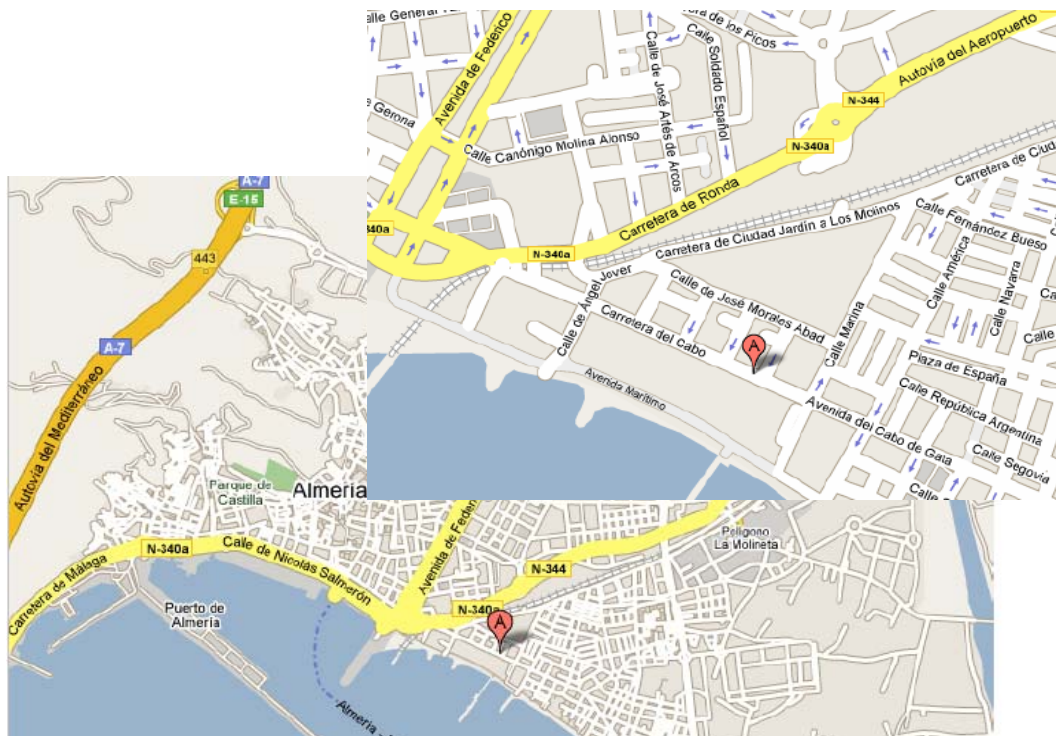 Calle General
Avenida de Federico
de los Picos
Autovía del Aeropuerto
N-344
Calle Soldado Español
Calle de José Artés de Arcos
Gerona
Calle Canónigo Molina Alonso
N-340a
Carretera de Ronda
Carretera de Ciudad
Carretera de Ciudad Jardín a Los Molinos
340a
N-340a
Calle Fernández Bueso
Calle América
Calle Navarra
Calle de Angel Jover
Calle de José Morales Abad
Calle Marina
Carretera del Cabo
A
Plaza de España
Avenida Marítimo
Calle República Argentina
Avenida del Cabo de Gata
Calle Segovia
A-7
E-15
443
A-7
Autovía del Mediterráneo
Parque de
Castilla
Almería
N-340a
Calle de Nicolás Salmerón
Avenida de Feder
Polígono
La Molineta
N-344
Carretera de Málaga
Puerto de
Almería
N-340a
A
Almería -